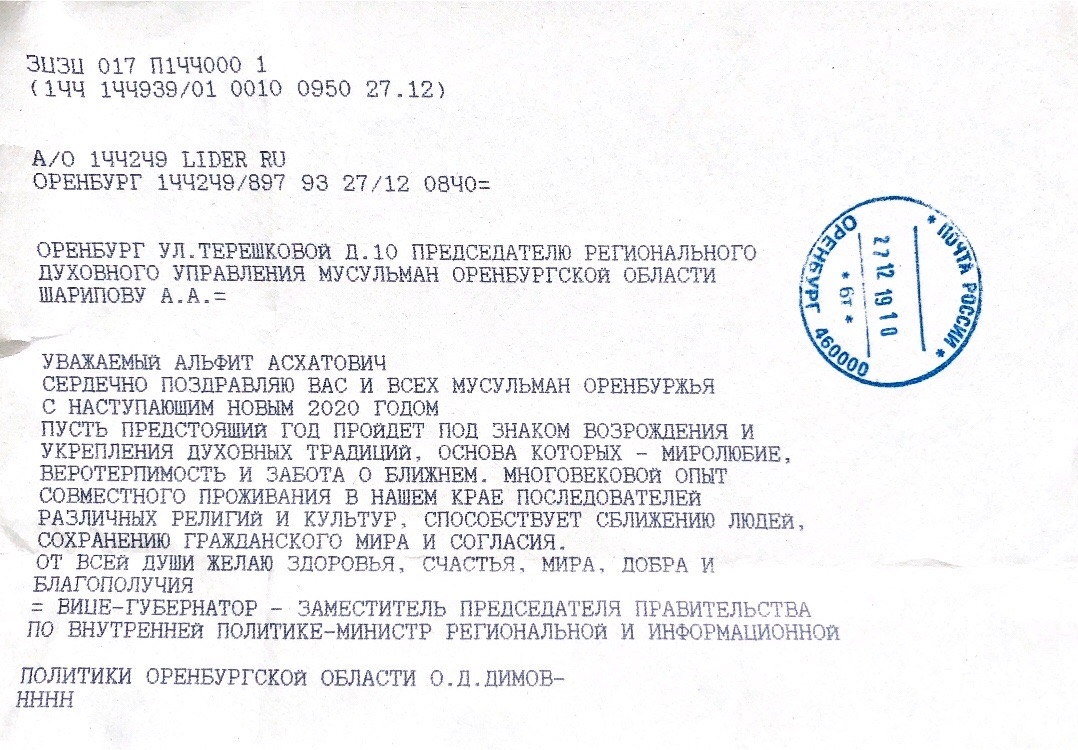 ЗЦЗЦ 017 П1ЧЧ000 1
(1ЧЧ 1ЧЧ939/01 0010 0950 27.12)
А/О 1ЧЧ2Ч9 LIDER RU
ОРЕНБУРГ 1ЧЧ2Ч9/897 93 27/12 08Ч0=
ОРЕНБУРГ УЛ.ТЕРЕШКОВОЙ Д.10 ПРЕДСЕДАТЕЛЮ РЕГИОНАЛЬНОГО
ДУХОВНОГО УПРАВЛЕНИЯ МУСУЛЬМАН ОРЕНБУРГСКОЙ ОБЛАСТИ
ШАРИПОВУ А.А.=
* ПОЧТА РОССИИ *
ОРЕНБУРГ 460000
27 12 19 10
* 6т *
УВАЖАЕМЫЙ АЛЬФИТ АСХАТОВИЧ
СЕРДЕЧНО ПОЗДРАВЛЯЮ ВАС И ВСЕХ МУСУЛЬМАН ОРЕНБУРЖЬЯ
С НАСТУПАЮШИМ НОВЫМ 2020 ГОДОМ
ПУСТЬ ПРЕДСТОЯШИЙ ГОД ПРОЙДЕТ ПОД ЗНАКОМ ВОЗРОЖДЕНИЯ И
УКРЕПЛЕНИЯ ДУХОВНЫХ ТРАДИЦИЙ, ОСНОВА КОТОРЫХ - МИРОЛЮБИЕ,
ВЕРОТЕРПИМОСТЬ И ЗАБОТА О БЛИЖНЕМ. МНОГОВЕКОВОЙ ОПЫТ
СОВМЕСТНОГО ПРОЖИВАНИЯ В НАШЕМ КРАЕ ПОСЛЕДОВАТЕЛЕЙ
РАЗЛИЧНЫХ РЕЛИГИЙ И КУЛЬТУР, СПОСОБСТВУЕТ СБЛИЖЕНИЮ ЛЮДЕЙ,
СОХРАНЕНИЮ ГРАЖДАНСКОГО МИРА И СОГЛАСИЯ.
ОТ ВСЕЙ ДУШИ ЖЕЛАЮ ЗДОРОВЬЯ, СЧАСТЬЯ, МИРА, ДОБРА И
БЛАГОПОЛУЧИЯ
= ВИЦЕ-ГУБЕРНАТОР - ЗАМЕСТИТЕЛЬ ПРЕДСЕДАТЕЛЯ ПРАВИТЕЛЬСТВА
ПО ВНУТРЕННЕЙ ПОЛИТИКЕ-МИНИСТР РЕГИОНАЛЬНОЙ И ИНФОРМАЦИОННОЙ
ПОЛИТИКИ ОРЕНБУРГСКОЙ ОБЛАСТИ О.Д.ДИМОВ-
НННН